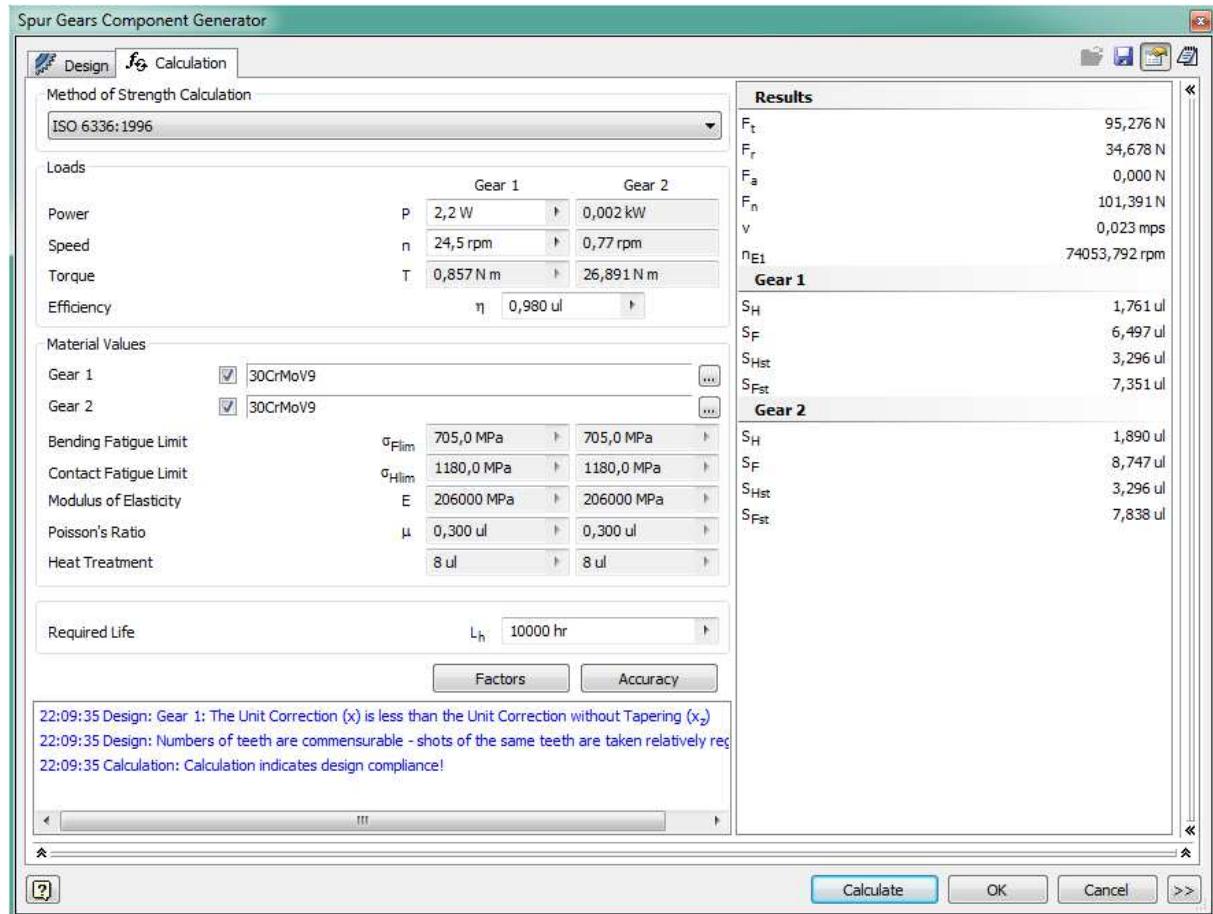 Spur Gears Component Generator
Design
Calculation
Method of Strength Calculation
ISO 6336:1996
Loads
Gear 1 Gear 2
Power P 2,2 W 0,002 kW
Speed n 24,5 rpm 0,77 rpm
Torque T 0,857 N m 26,891 N m
Efficiency η 0,980 ul
Material Values
Gear 1 30CrMoV9 ...
Gear 2 30CrMoV9 ...
Bending Fatigue Limit σFlim 705,0 MPa 705,0 MPa
Contact Fatigue Limit σHlim 1180,0 MPa 1180,0 MPa
Modulus of Elasticity E 206000 MPa 206000 MPa
Poisson's Ratio μ 0,300 ul 0,300 ul
Heat Treatment 8 ul 8 ul
Required Life Lh 10000 hr
Factors Accuracy
22:09:35 Design: Gear 1: The Unit Correction (x) is less than the Unit Correction without Tapering (xz)
22:09:35 Design: Numbers of teeth are commensurable - shots of the same teeth are taken relatively reg
22:09:35 Calculation: Calculation indicates design compliance!
Results
Ft 95,276 N
Fr 34,678 N
Fa 0,000 N
Fn 101,391 N
v 0,023 mps
nE1 74053,792 rpm
Gear 1
SH 1,761 ul
SF 6,497 ul
SHst 3,296 ul
SFst 7,351 ul
Gear 2
SH 1,890 ul
SF 8,747 ul
SHst 3,296 ul
SFst 7,838 ul
Calculate OK Cancel >>